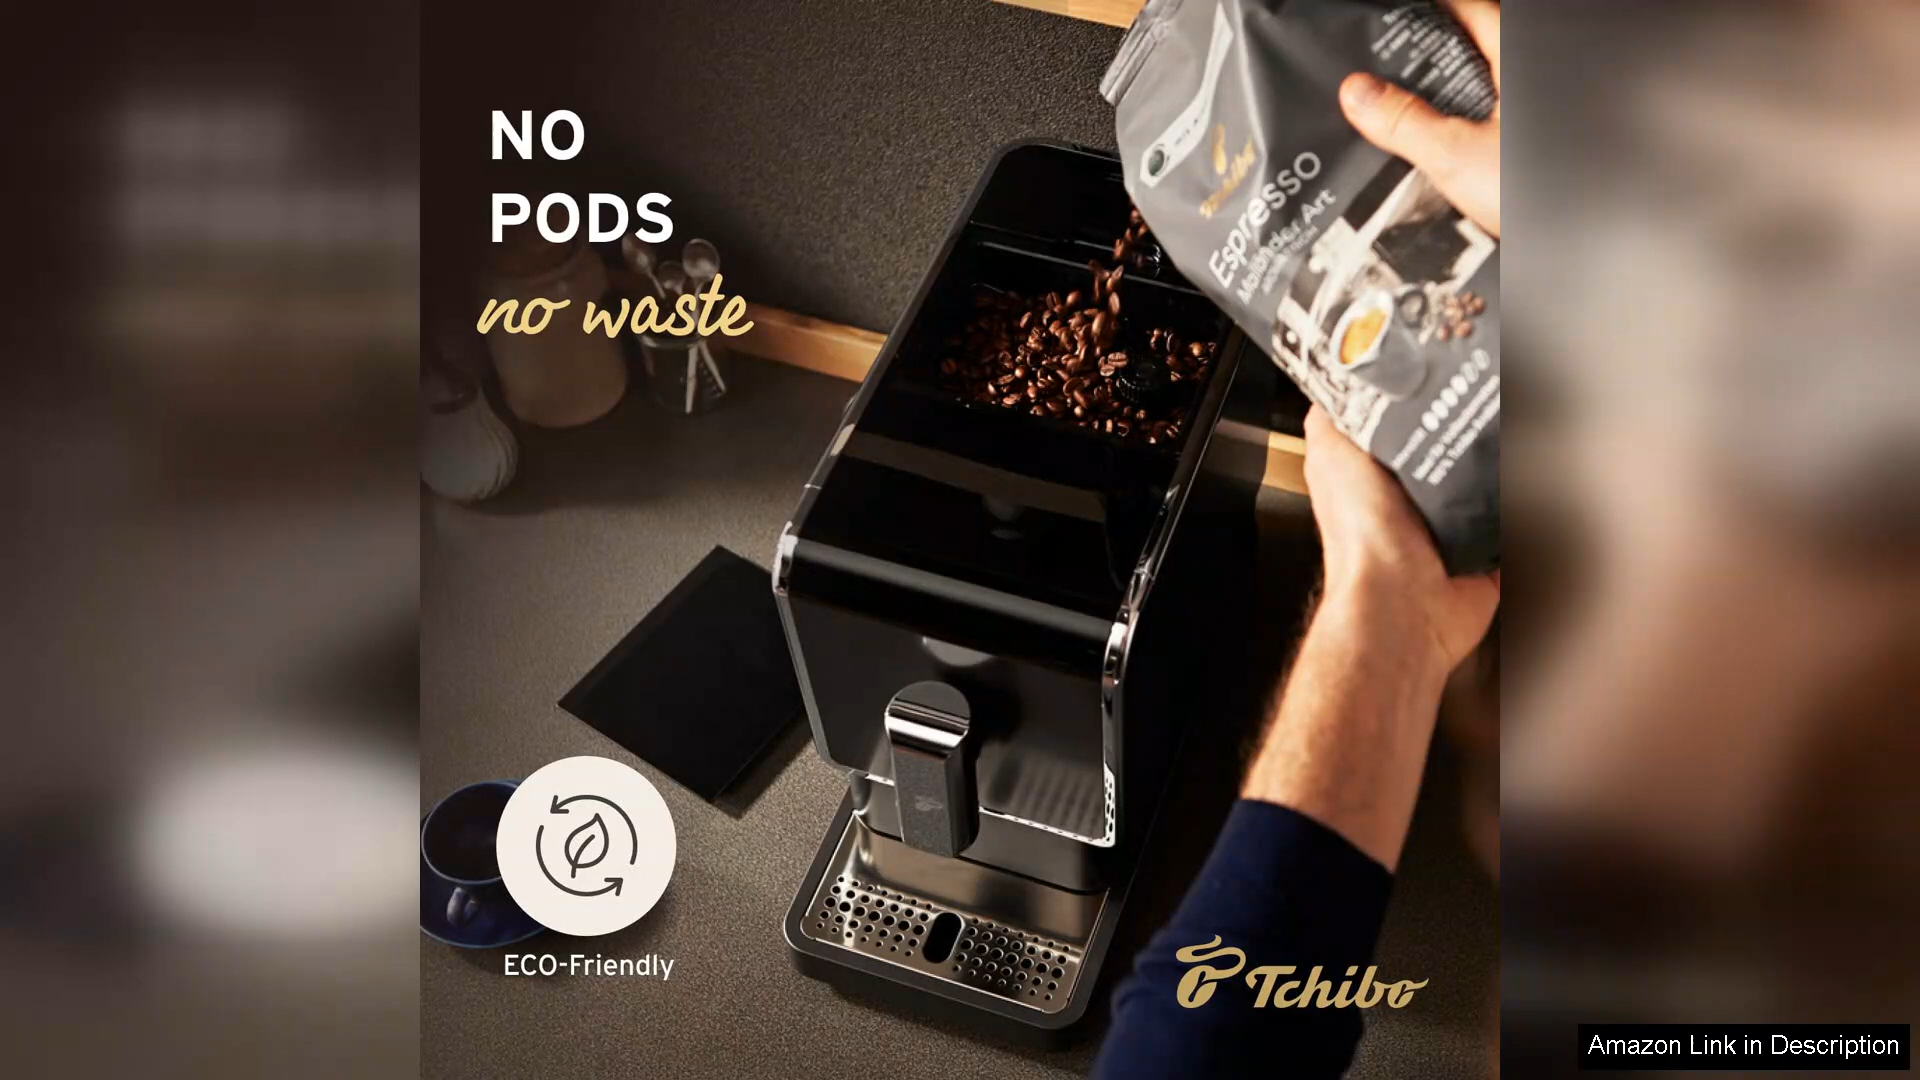 NO
PODS
no waste
Tchibo
Espresso
Mailänder Art
ECO-Friendly
Tchibo
Amazon Link in Description